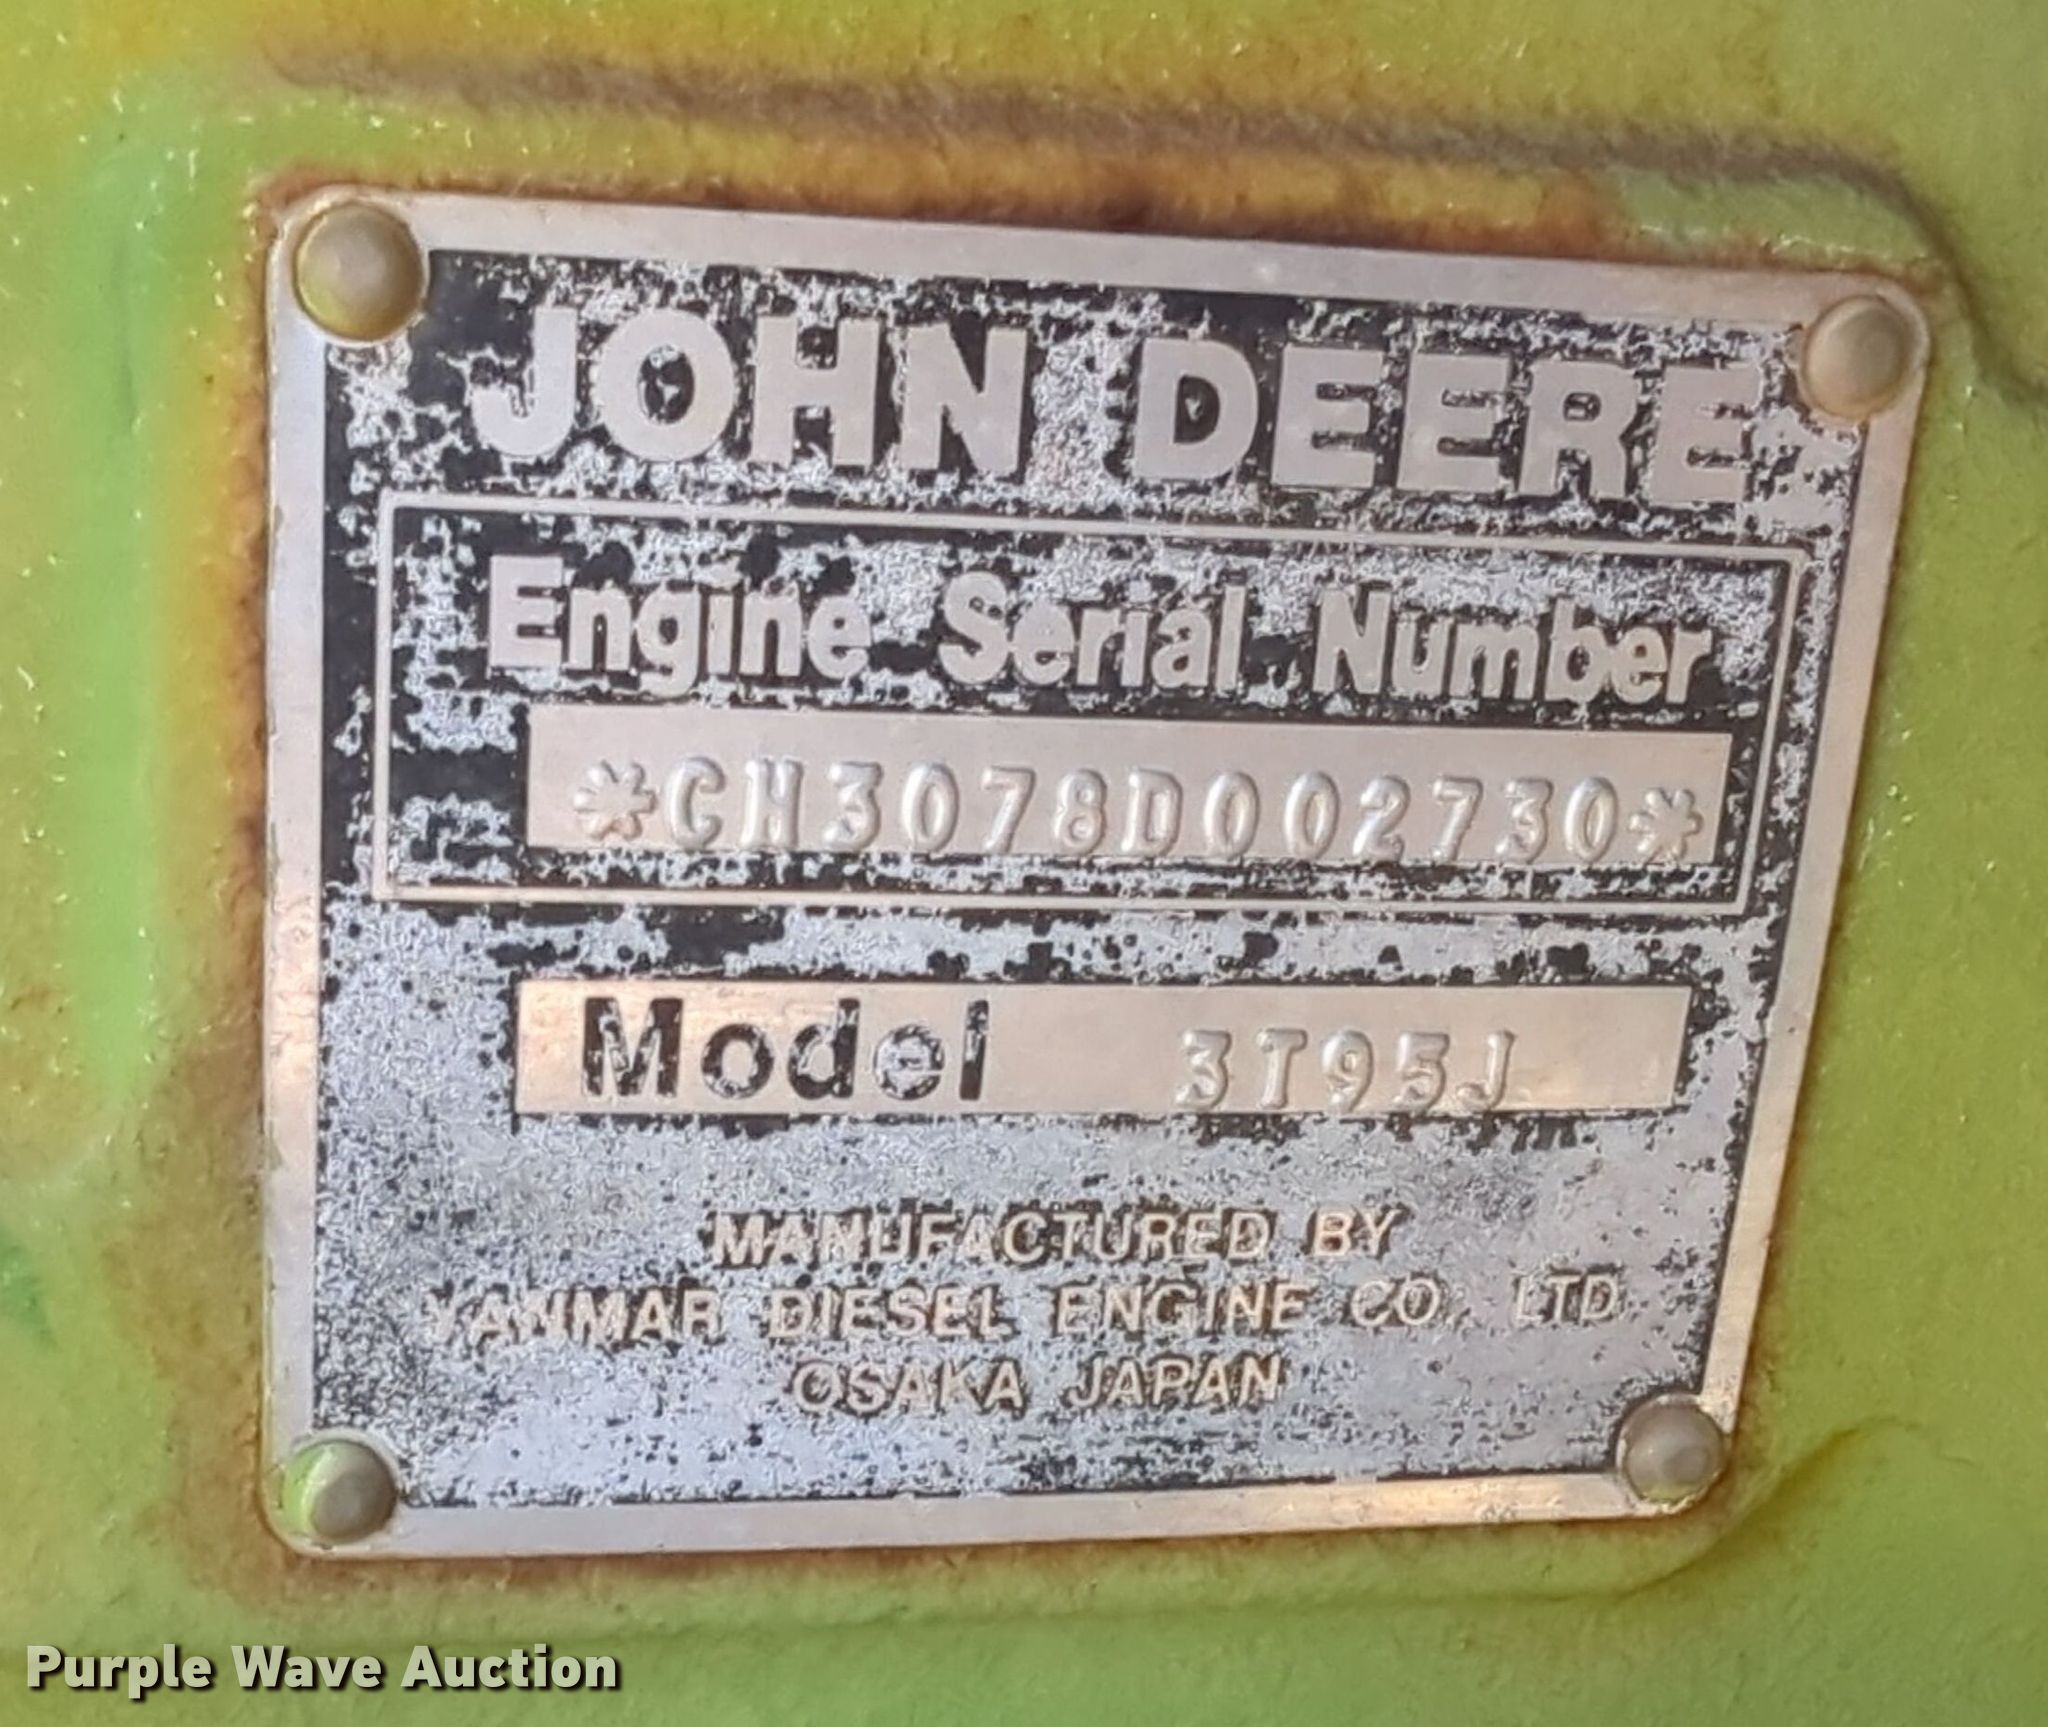 JOHN DEERE
Engine Serial Number
*CH3078D002730*
Model 3T95J
MANUFACTURED BY
YANMAR DIESEL ENGINE CO., LTD
OSAKA JAPAN
Purple Wave Auction